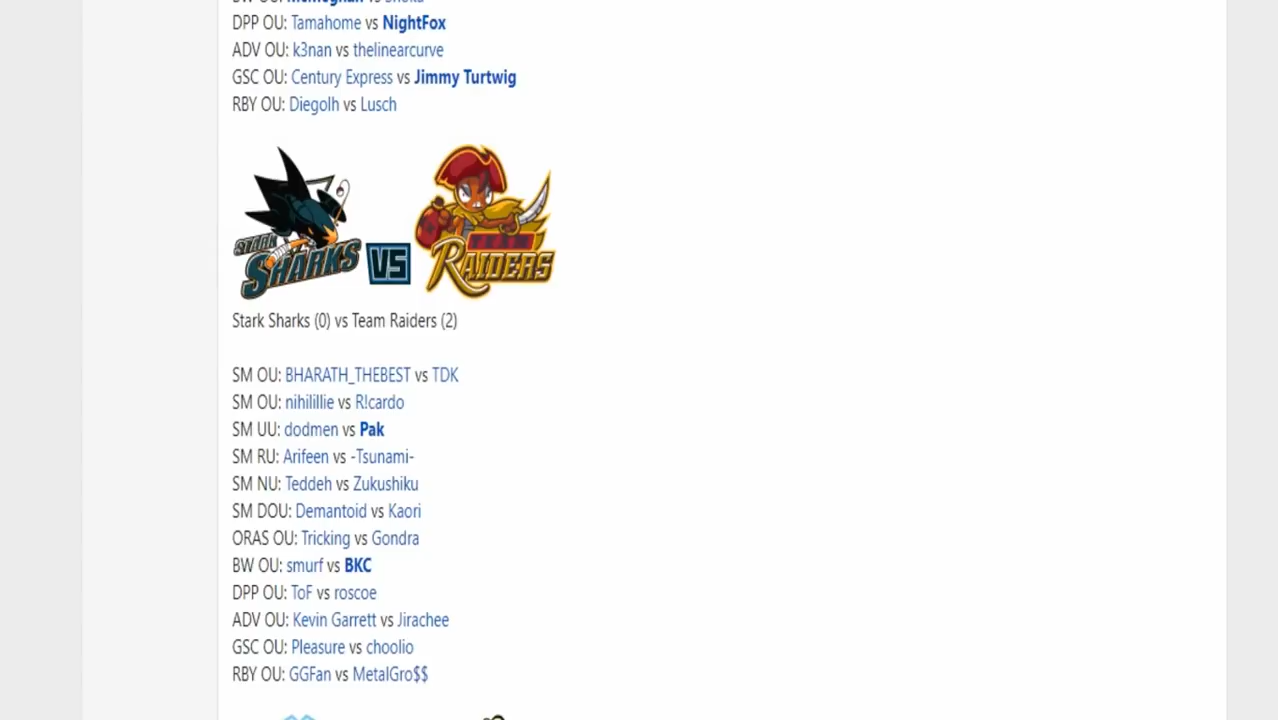 DPP OU: Tamahome vs NightFox
ADV OU: k3nan vs thelinearcurve
GSC OU: Century Express vs Jimmy Turtwig
RBY OU: Diegolh vs Lusch
STARK SHARKS VS TEAM RAIDERS
Stark Sharks (0) vs Team Raiders (2)
SM OU: BHARATH_THEBEST vs TDK
SM OU: nihilillie vs R!cardo
SM UU: dodmen vs Pak
SM RU: Arifeen vs -Tsunami-
SM NU: Teddeh vs Zukushiku
SM DOU: Demantoid vs Kaori
ORAS OU: Tricking vs Gondra
BW OU: smurf vs BKC
DPP OU: ToF vs roscoe
ADV OU: Kevin Garrett vs Jirachee
GSC OU: Pleasure vs choolio
RBY OU: GGFan vs MetalGro$$